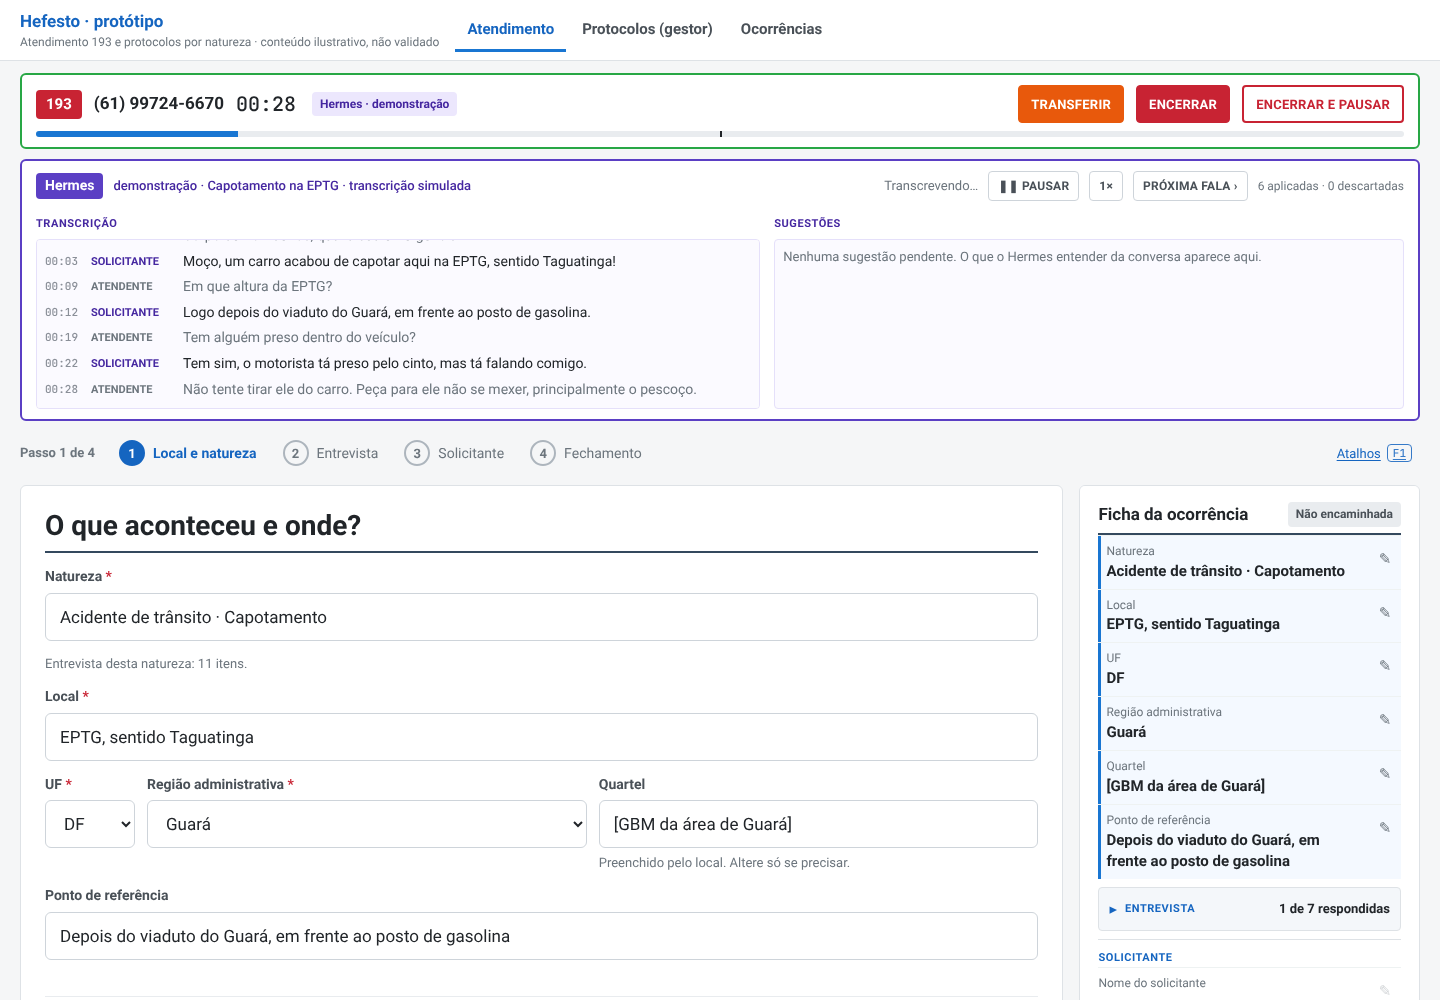 Hefesto · protótipo
Atendimento 193 e protocolos por natureza · conteúdo ilustrativo, não validado
Atendimento
Protocolos (gestor)
Ocorrências
193
(61) 99724-6670
00:28
Hermes · demonstração
TRANSFERIR
ENCERRAR
ENCERRAR E PAUSAR
Hermes
demonstração · Capotamento na EPTG · transcrição simulada
Transcrevendo...
❚❚ PAUSAR
1×
PRÓXIMA FALA ›
6 aplicadas · 0 descartadas
TRANSCRIÇÃO
00:03 SOLICITANTE Moço, um carro acabou de capotar aqui na EPTG, sentido Taguatinga!
00:09 ATENDENTE Em que altura da EPTG?
00:12 SOLICITANTE Logo depois do viaduto do Guará, em frente ao posto de gasolina.
00:19 ATENDENTE Tem alguém preso dentro do veículo?
00:22 SOLICITANTE Tem sim, o motorista tá preso pelo cinto, mas tá falando comigo.
00:28 ATENDENTE Não tente tirar ele do carro. Peça para ele não se mexer, principalmente o pescoço.
SUGESTÕES
Nenhuma sugestão pendente. O que o Hermes entender da conversa aparece aqui.
Passo 1 de 4
1 Local e natureza
2 Entrevista
3 Solicitante
4 Fechamento
Atalhos F1
O que aconteceu e onde?
Natureza *
Acidente de trânsito · Capotamento
Entrevista desta natureza: 11 itens.
Local *
EPTG, sentido Taguatinga
UF *
DF
Região administrativa *
Guará
Quartel
[GBM da área de Guará]
Preenchido pelo local. Altere só se precisar.
Ponto de referência
Depois do viaduto do Guará, em frente ao posto de gasolina
Ficha da ocorrência
Não encaminhada
Natureza
Acidente de trânsito · Capotamento
Local
EPTG, sentido Taguatinga
UF
DF
Região administrativa
Guará
Quartel
[GBM da área de Guará]
Ponto de referência
Depois do viaduto do Guará, em
frente ao posto de gasolina
▸ ENTREVISTA
1 de 7 respondidas
SOLICITANTE
Nome do solicitante